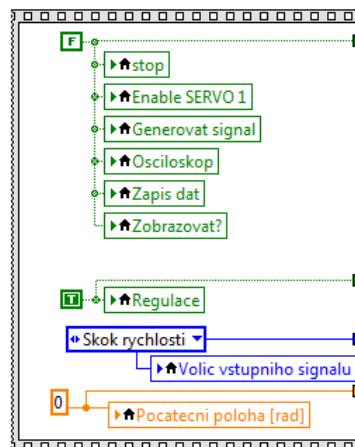 F
stop
Enable SERVO 1
Generovat signal
Osciloskop
Zapis dat
Zobrazovat?
T
Regulace
Skok rychlosti
Volic vstupniho signalu
0
Pocatecni poloha [rad]